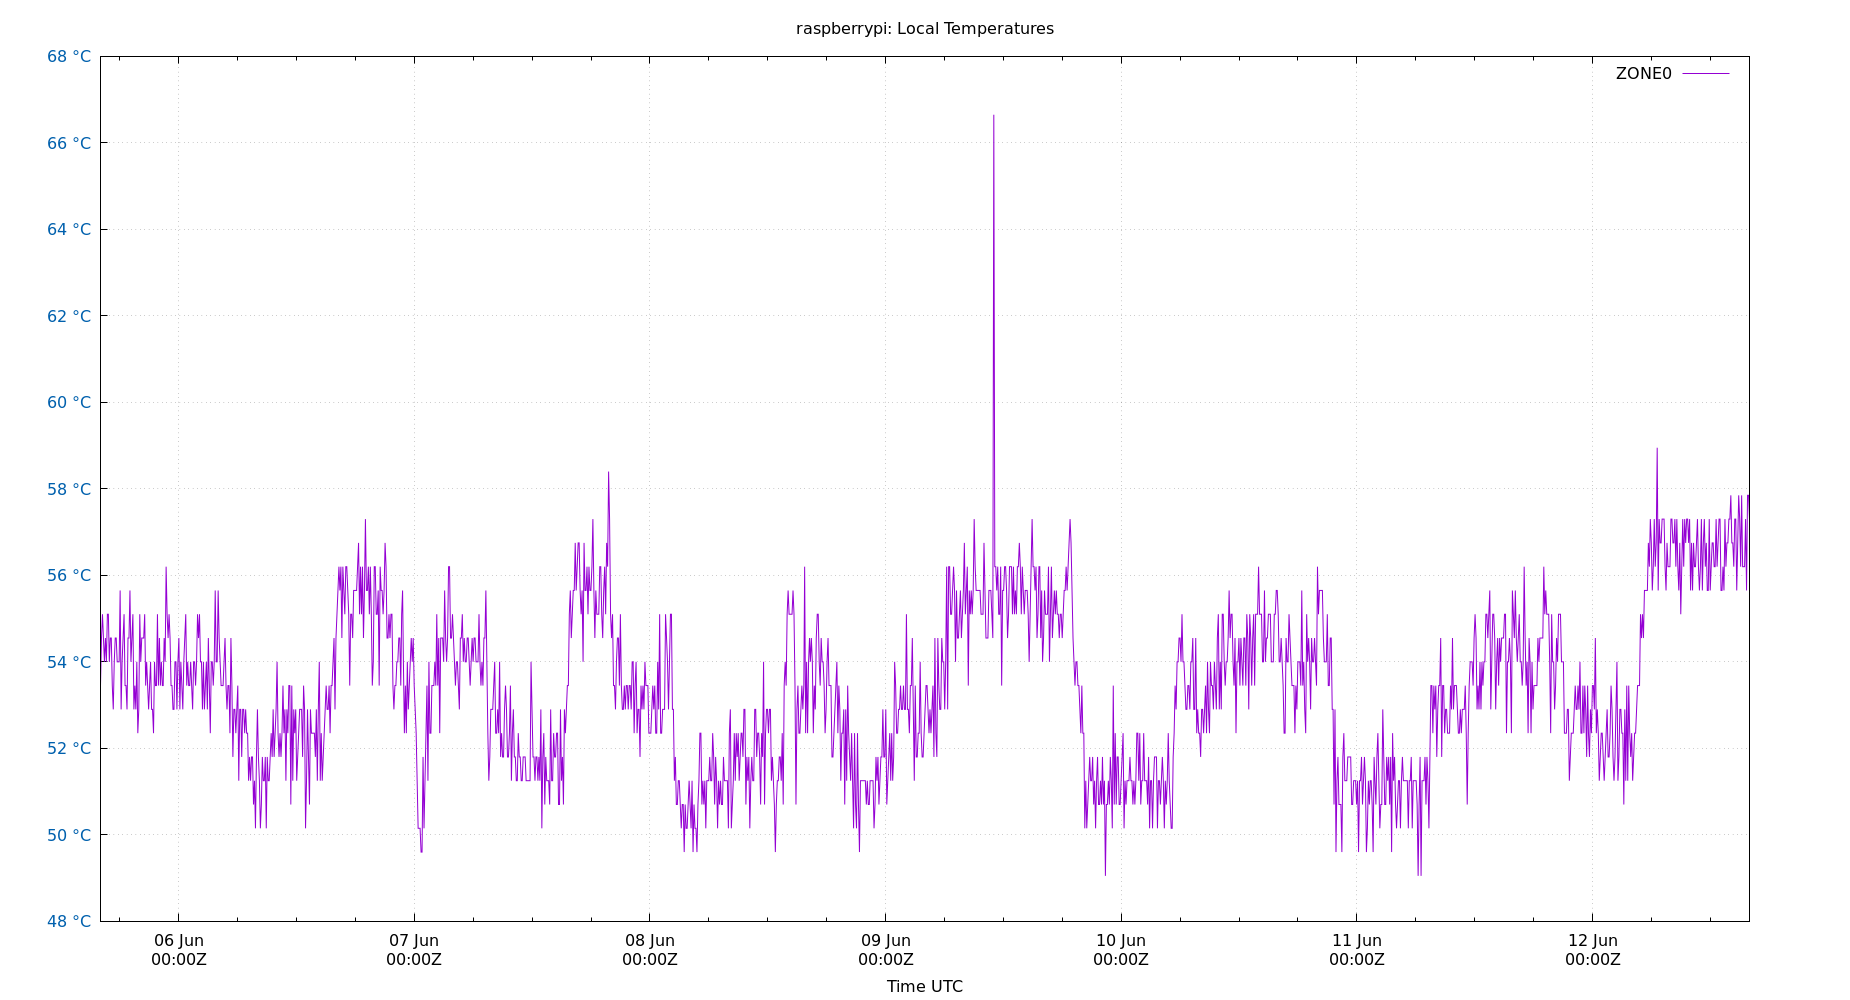 raspberrypi: Local Temperatures
68 °C
ZONE0
66 °C
64 °C
62 °C
60 °C
58 °C
56 °C
54 °C
52 °C
50 °C
48 °C
06 Jun 07 Jun 08 Jun 09 Jun 10 Jun 11 Jun 12 Jun
00:00Z 00:00Z 00:00Z 00:00Z 00:00Z 00:00Z 00:00Z
Time UTC